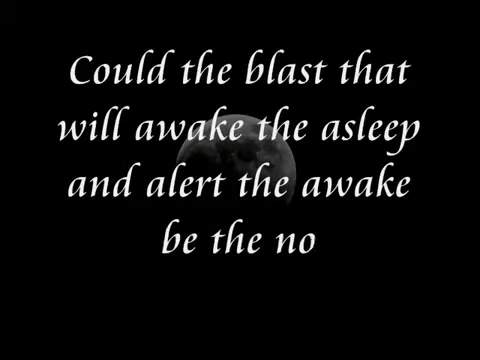 Could the blast that
will awake the asleep
and alert the awake
be the no